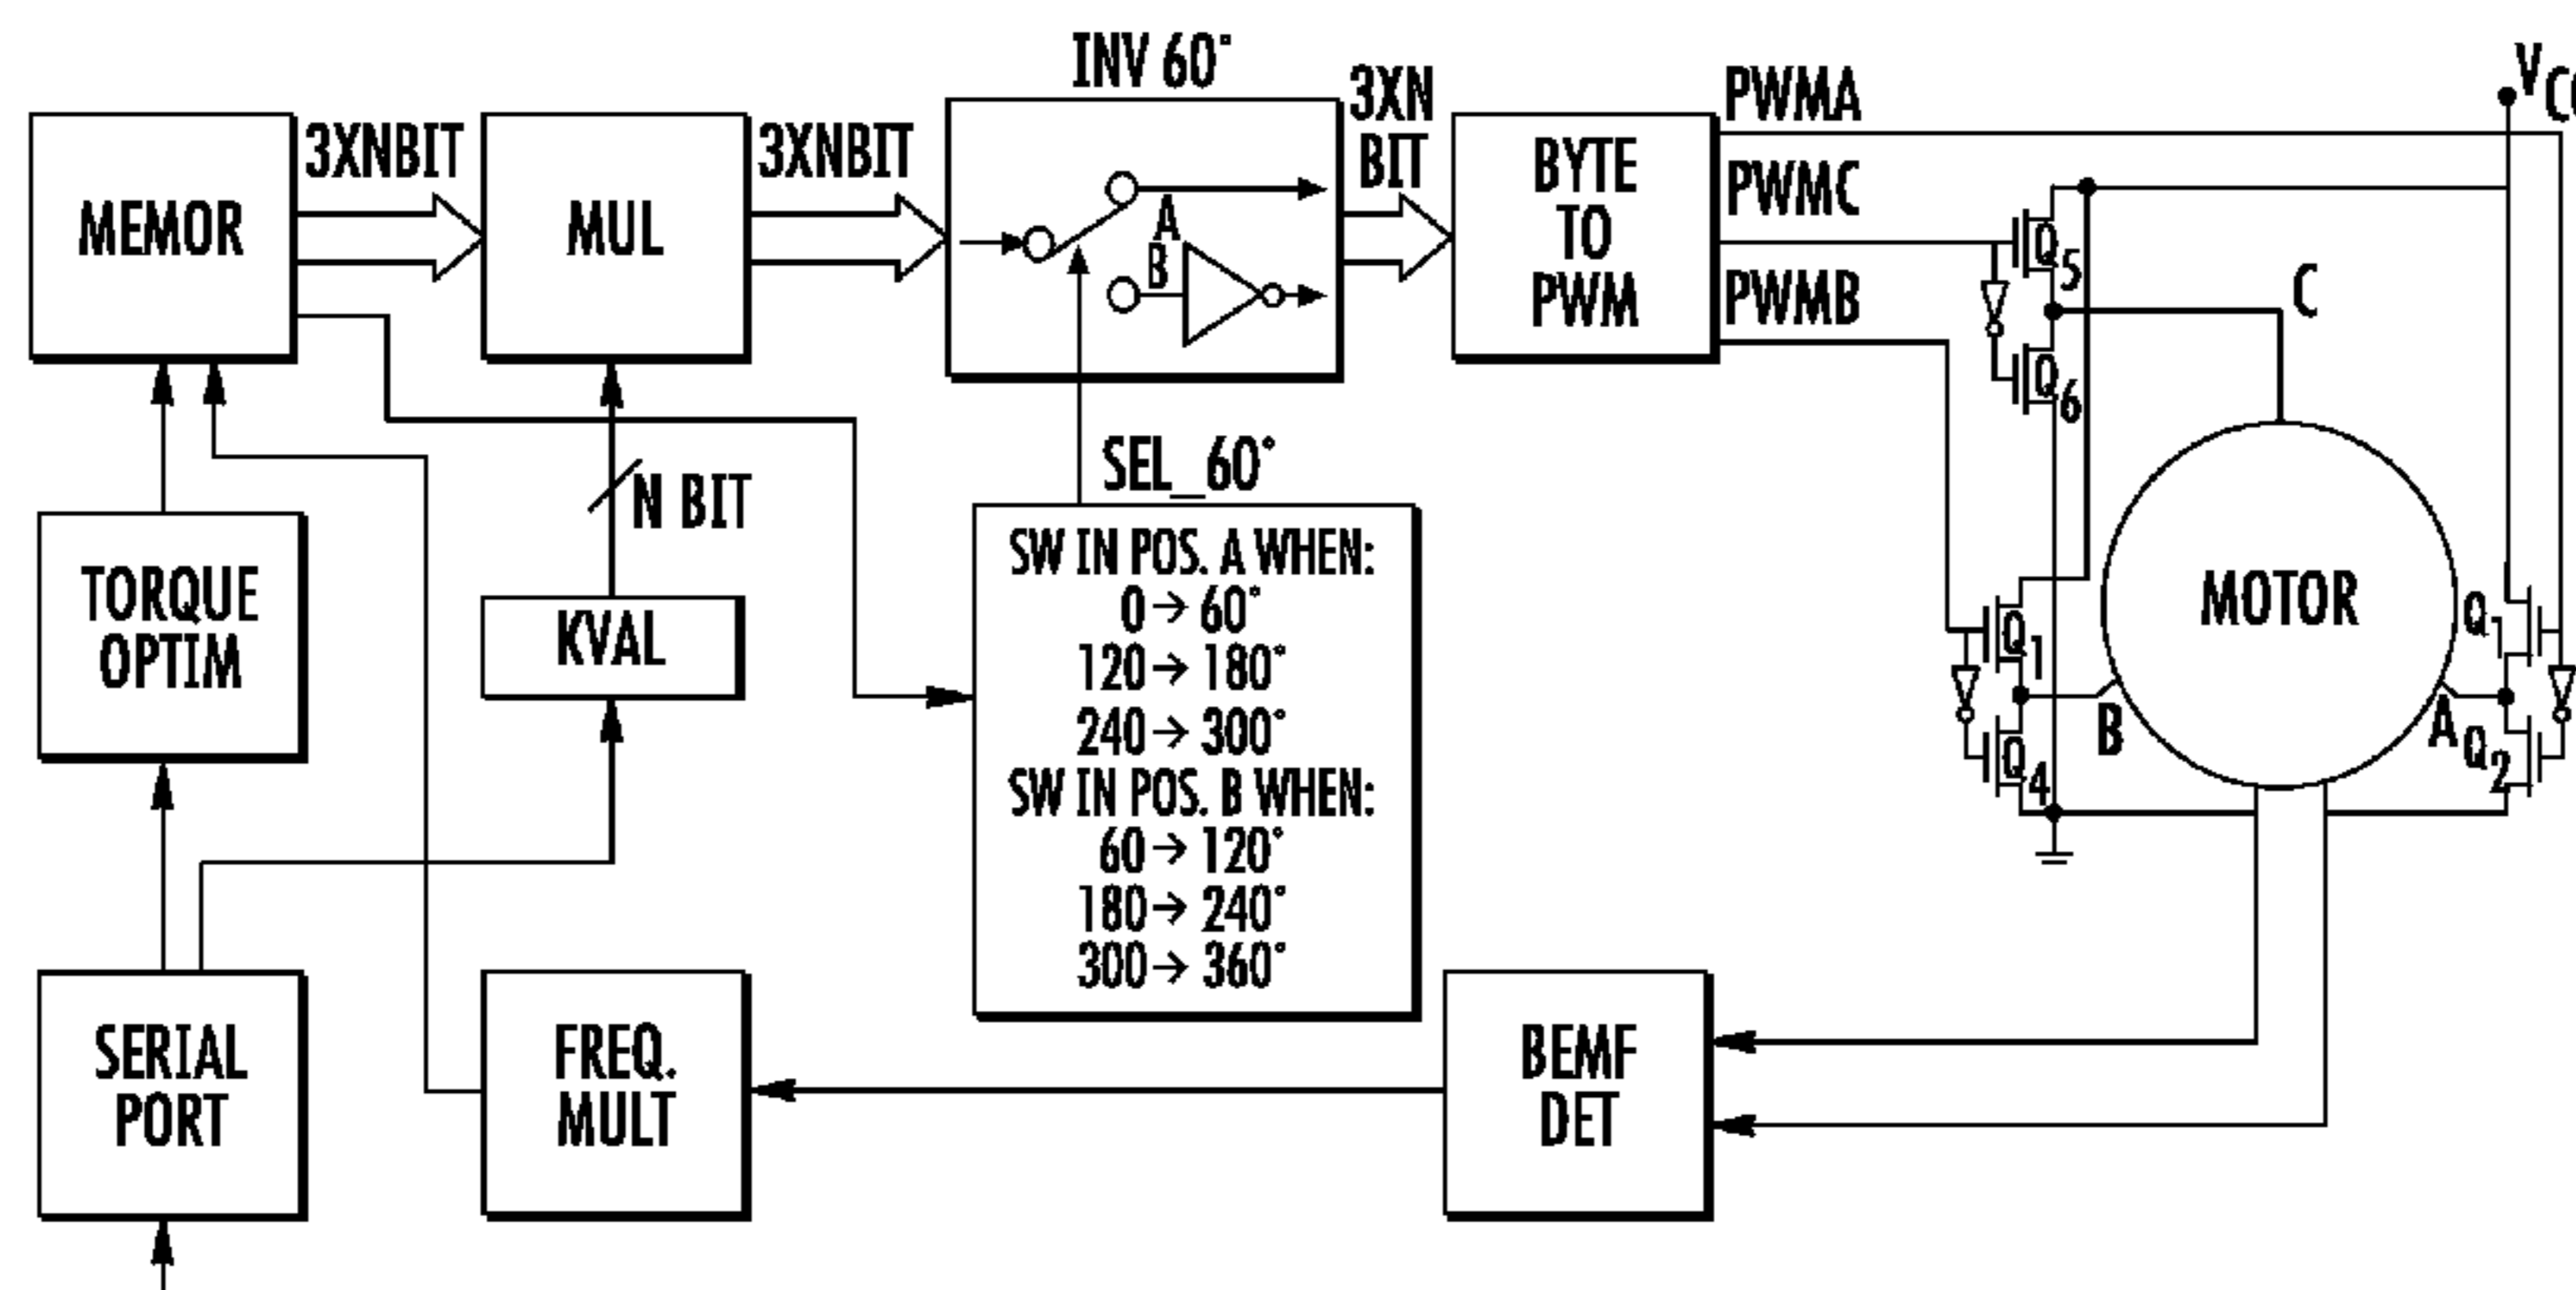 INV 60°
MEMOR
3XNBIT
MUL
3XNBIT
A
B
3XN
BIT
BYTE
TO
PWM
PWMA
PWMC
PWMB
Q5
Q6
C
SEL_60°
SW IN POS. A WHEN:
0→60°
120→180°
240→300°
SW IN POS. B WHEN:
60→120°
180→240°
300→360°
N BIT
KVAL
TORQUE
OPTIM
SERIAL
PORT
FREQ.
MULT
BEMF
DET
MOTOR
Q1
Q4
B
A
Q1
Q2